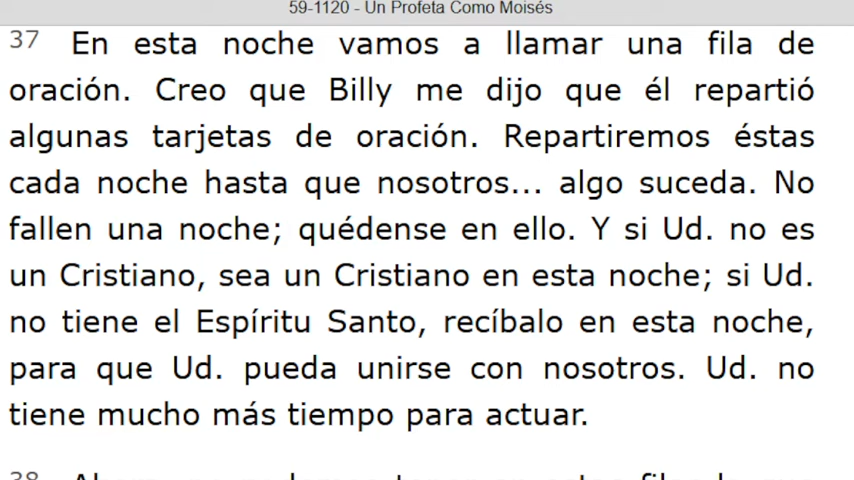 59-1120 - Un Profeta Como Moisés
37 En esta noche vamos a llamar una fila de
oración. Creo que Billy me dijo que él repartió
algunas tarjetas de oración. Repartiremos éstas
cada noche hasta que nosotros... algo suceda. No
fallen una noche; quédense en ello. Y si Ud. no es
un Cristiano, sea un Cristiano en esta noche; si Ud.
no tiene el Espíritu Santo, recíbalo en esta noche,
para que Ud. pueda unirse con nosotros. Ud. no
tiene mucho más tiempo para actuar.
38